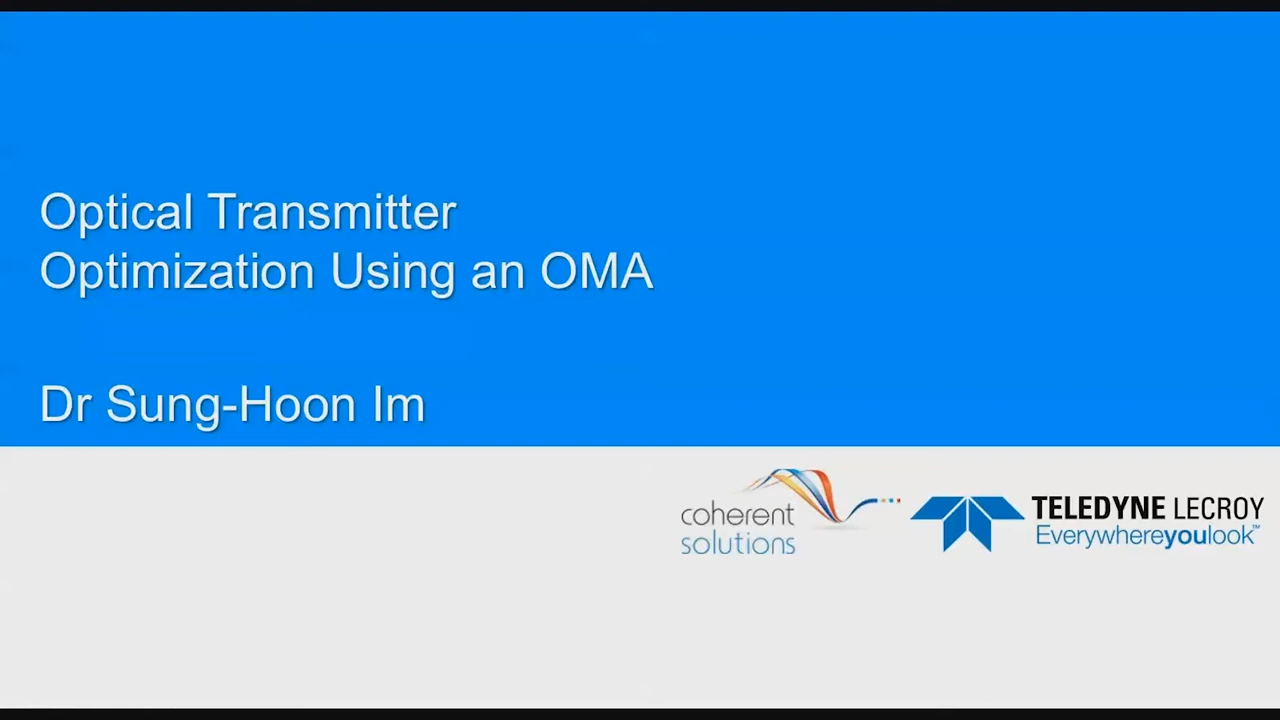 Optical Transmitter
Optimization Using an OMA
Dr Sung-Hoon Im
coherent
solutions
TELEDYNE LECROY
Everywhereyoulook™